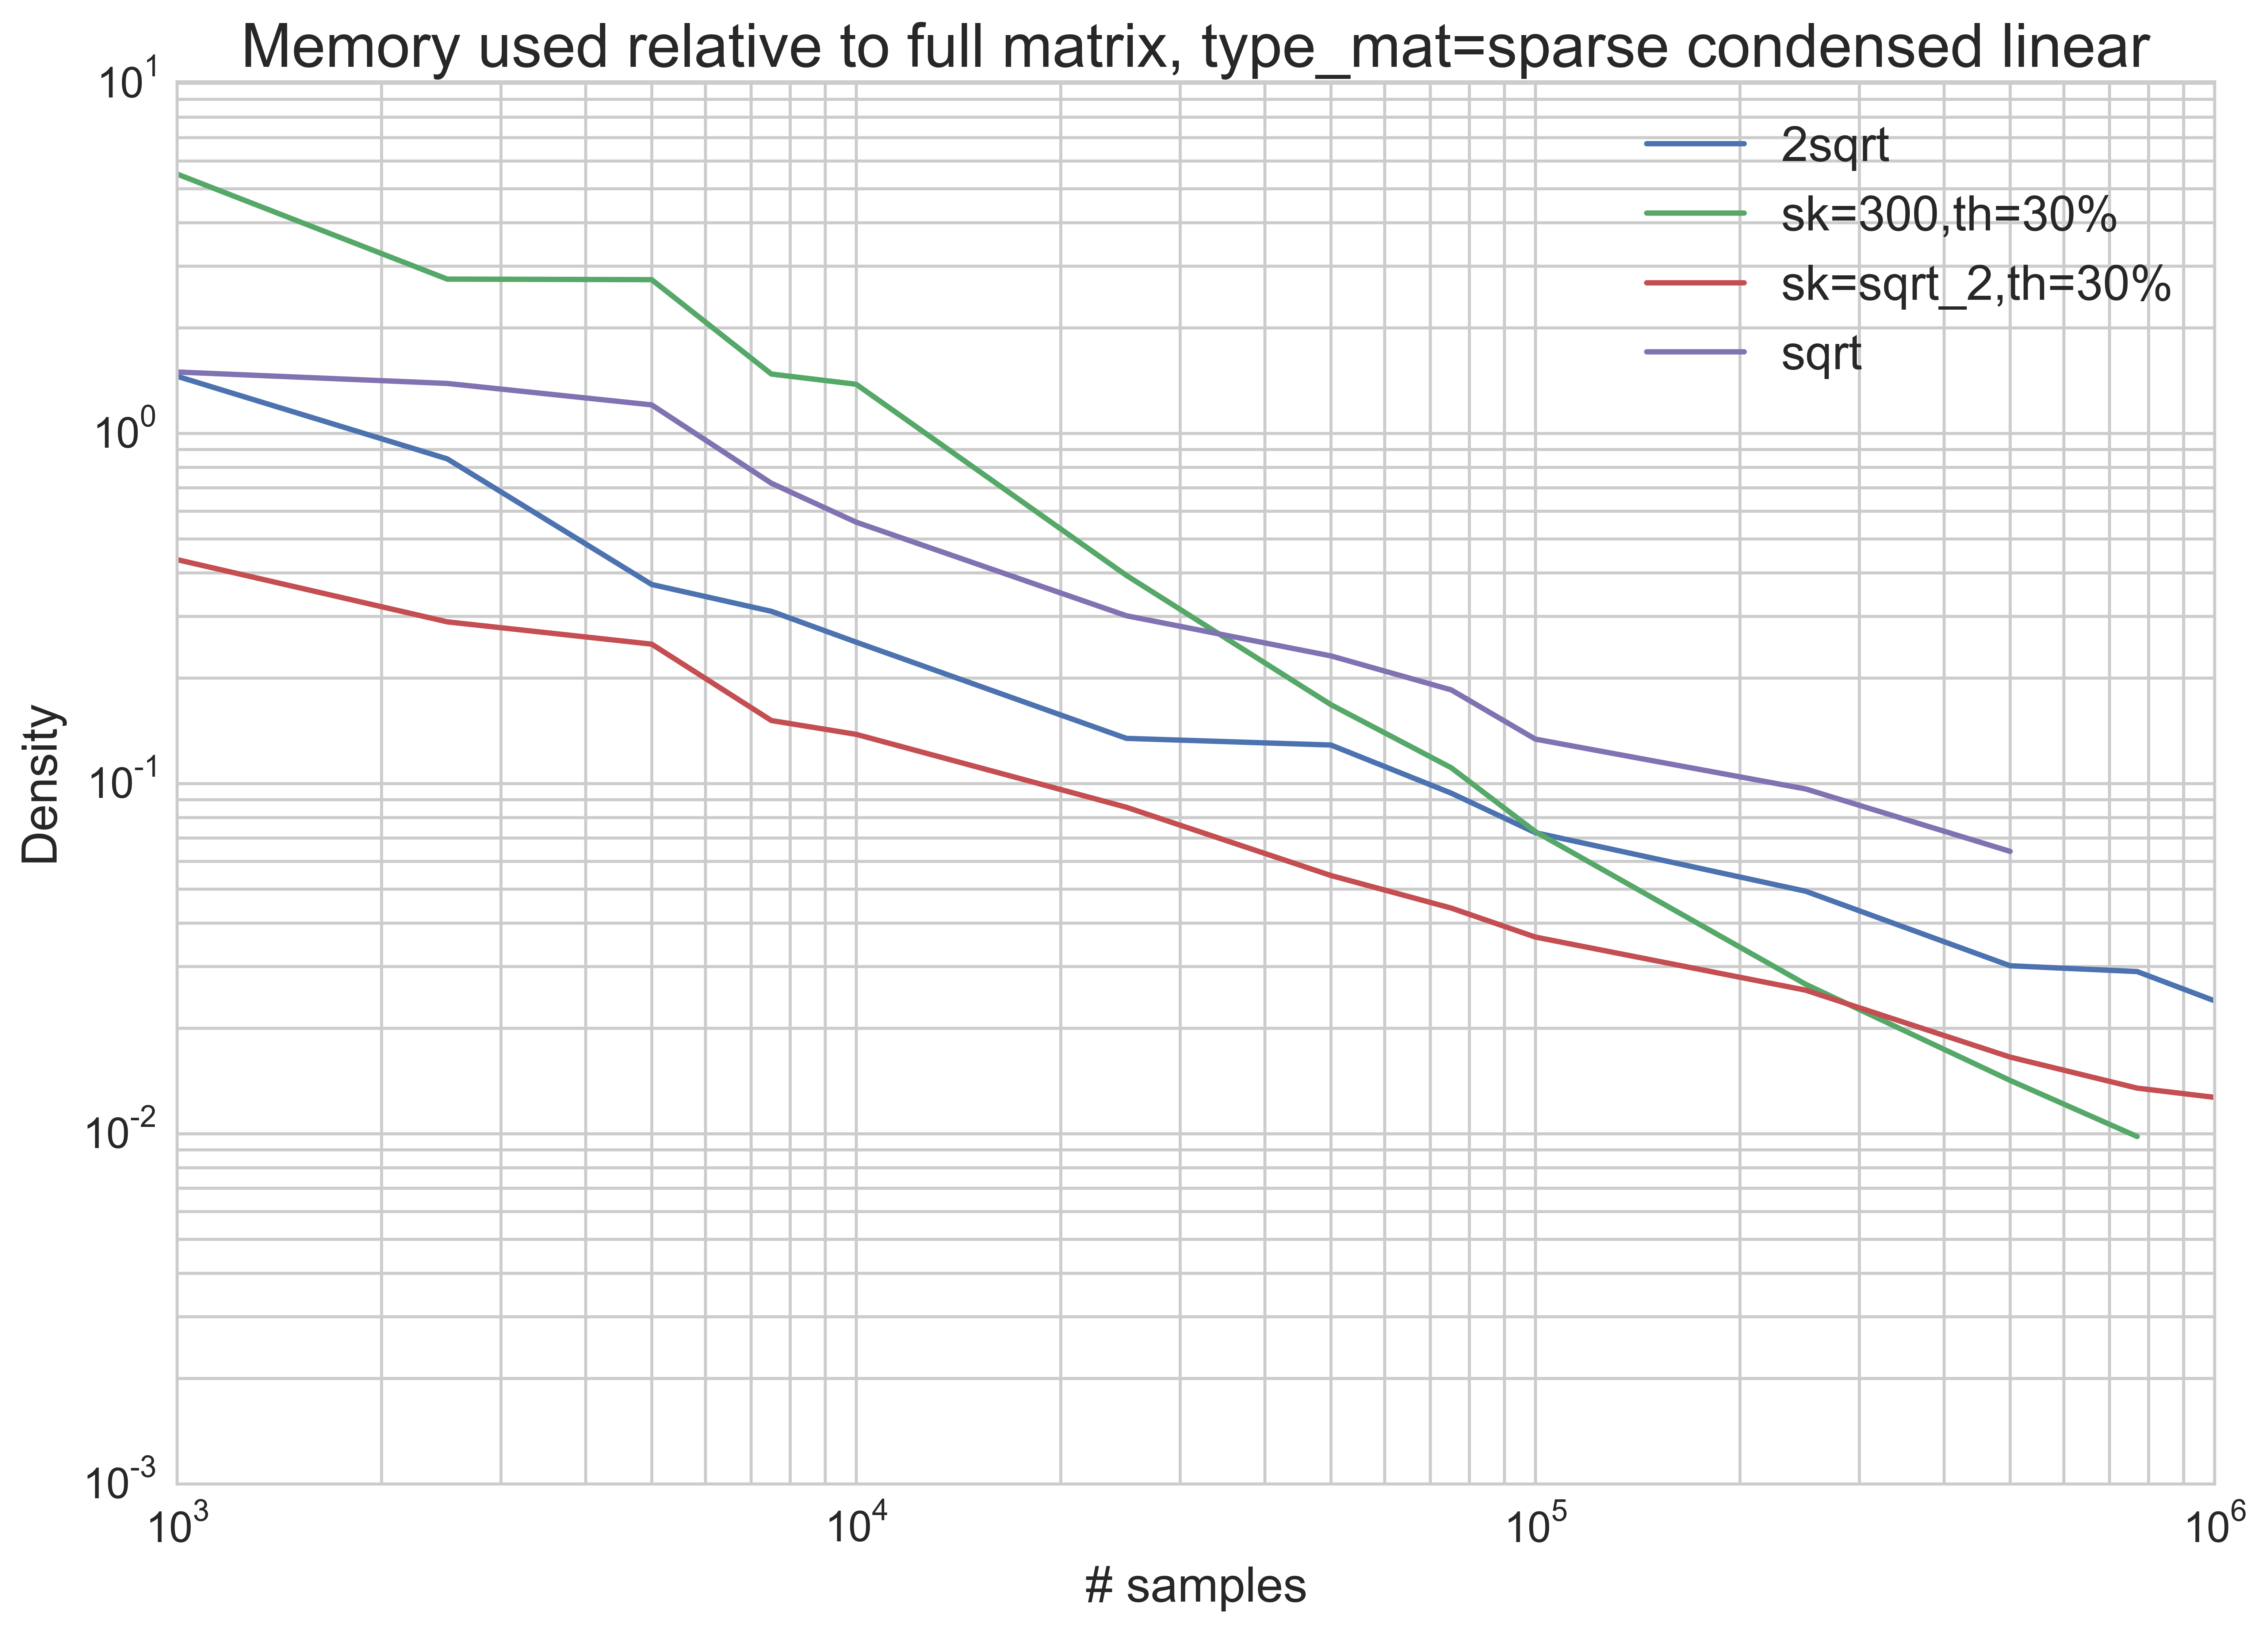 Memory used relative to full matrix, type_mat=sparse condensed linear
10^1
10^0
10^-1
10^-2
10^-3
Density
2sqrt
sk=300,th=30%
sk=sqrt_2,th=30%
sqrt
10^3 10^4 10^5 10^6
# samples